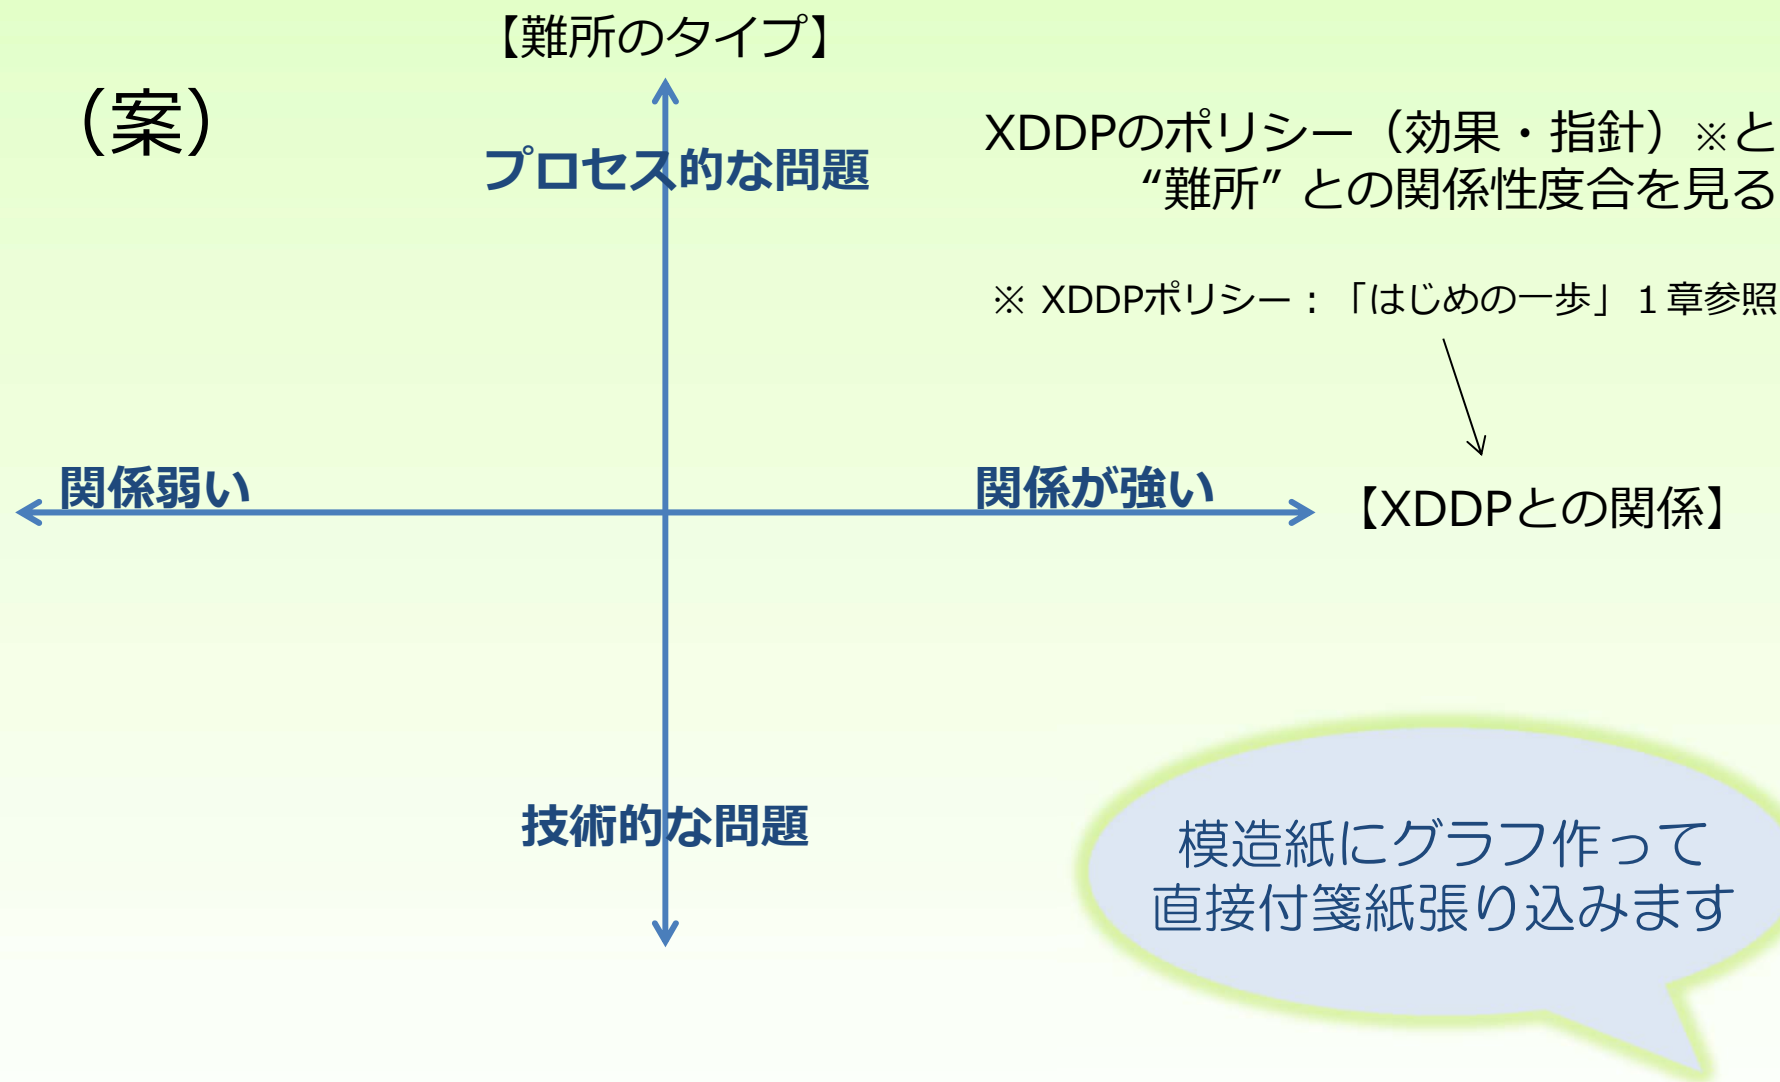 【難所のタイプ】
（案）
プロセス的な問題
XDDPのポリシー（効果・指針）※と
“難所” との関係性度合を見る
※ XDDPポリシー：「はじめの一歩」１章参照
関係弱い
関係が強い
【XDDPとの関係】
技術的な問題
模造紙にグラフ作って
直接付箋紙張り込みます